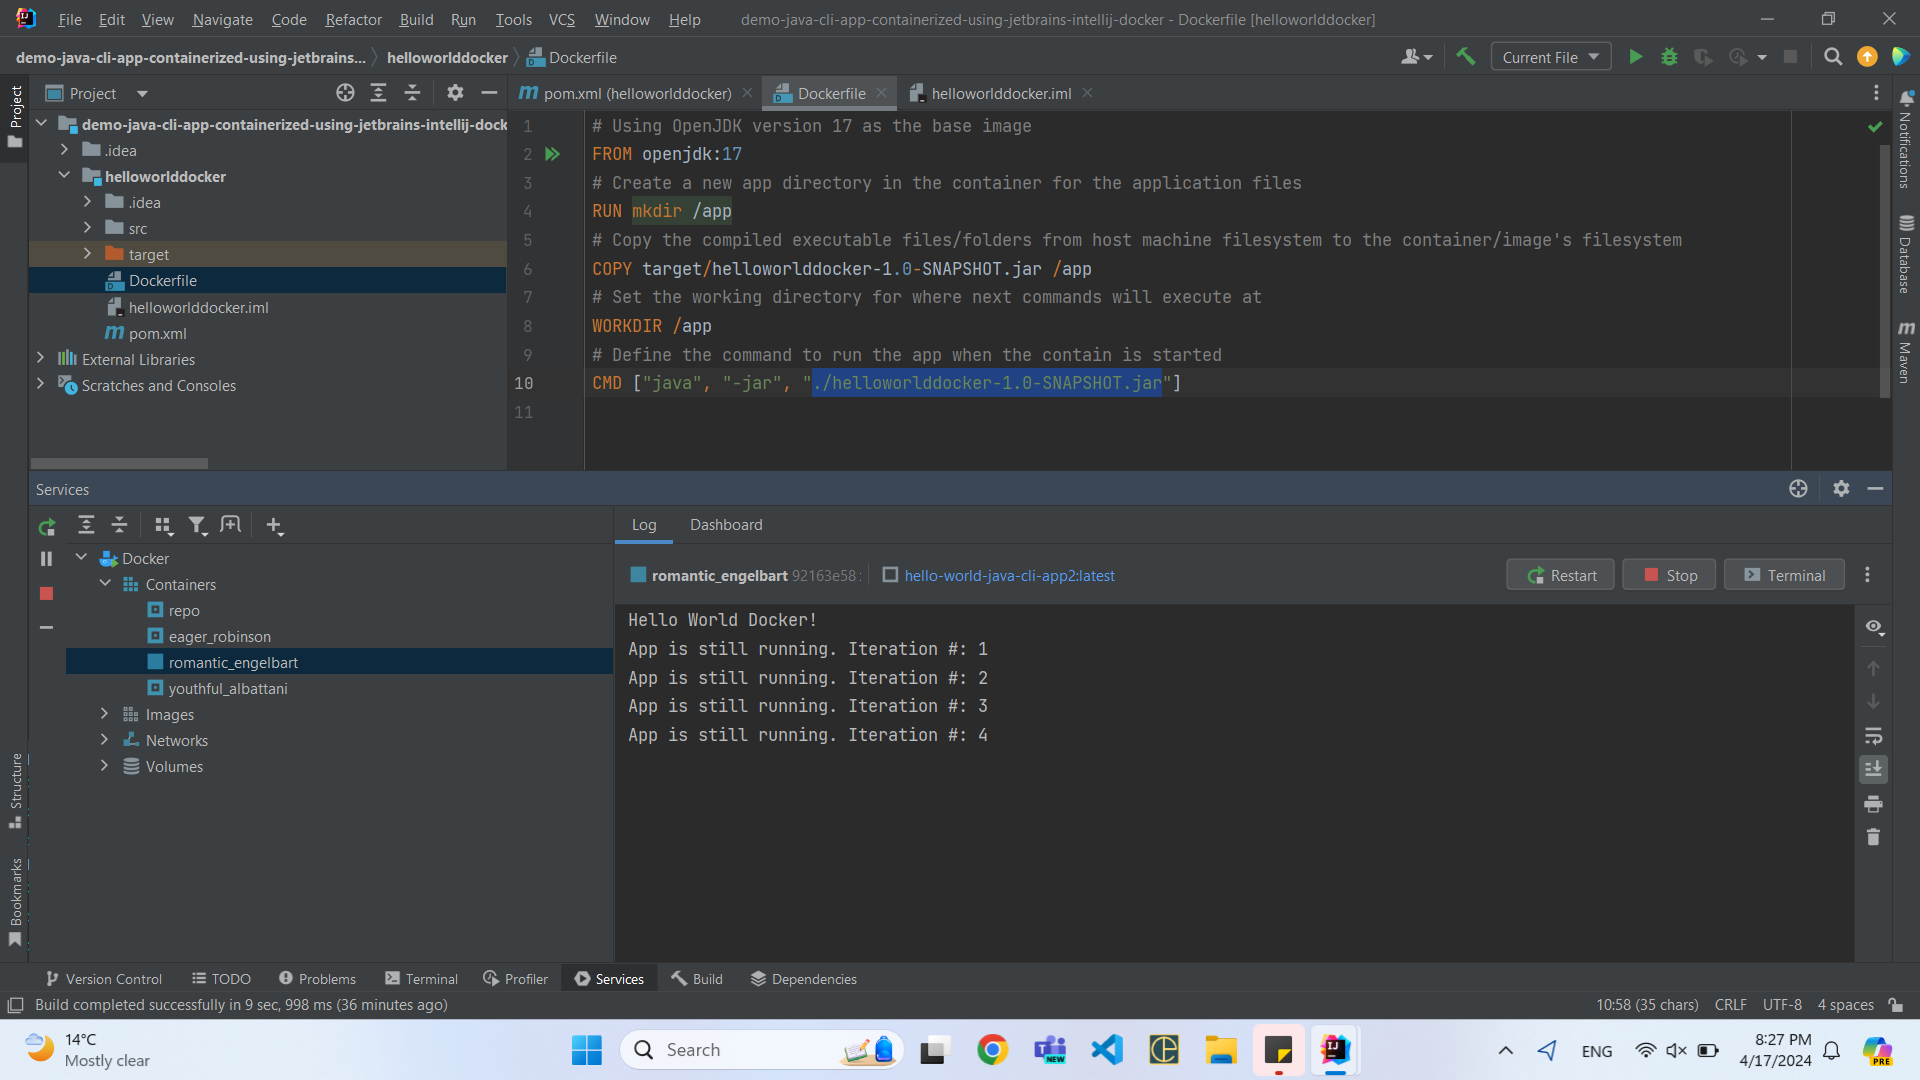 File Edit View Navigate Code Refactor Build Run Tools VCS Window Help demo-java-cli-app-containerized-using-jetbrains-intellij-docker - Dockerfile [helloworlddocker]
demo-java-cli-app-containerized-using-jetbrains... helloworlddocker Dockerfile Current File
Project
Project
pom.xml (helloworlddocker) Dockerfile helloworlddocker.iml
demo-java-cli-app-containerized-using-jetbrains-intellij-dock
.idea
helloworlddocker
.idea
src
target
Dockerfile
helloworlddocker.iml
pom.xml
External Libraries
Scratches and Consoles
1 # Using OpenJDK version 17 as the base image
2 FROM openjdk:17
3 # Create a new app directory in the container for the application files
4 RUN mkdir /app
5 # Copy the compiled executable files/folders from host machine filesystem to the container/image's filesystem
6 COPY target/helloworlddocker-1.0-SNAPSHOT.jar /app
7 # Set the working directory for where next commands will execute at
8 WORKDIR /app
9 # Define the command to run the app when the contain is started
10 CMD ["java", "-jar", "./helloworlddocker-1.0-SNAPSHOT.jar"]
11
Notifications
Database
Maven
Services
Log Dashboard
Docker
Containers
repo
eager_robinson
romantic_engelbart
youthful_albattani
Images
Networks
Volumes
romantic_engelbart 92163e58 hello-world-java-cli-app2:latest Restart Stop Terminal
Hello World Docker!
App is still running. Iteration #: 1
App is still running. Iteration #: 2
App is still running. Iteration #: 3
App is still running. Iteration #: 4
Structure
Bookmarks
Version Control TODO Problems Terminal Profiler Services Build Dependencies
Build completed successfully in 9 sec, 998 ms (36 minutes ago) 10:58 (35 chars) CRLF UTF-8 4 spaces
14°C
Mostly clear
Search
NEW
ENG
8:27 PM
4/17/2024
PRE